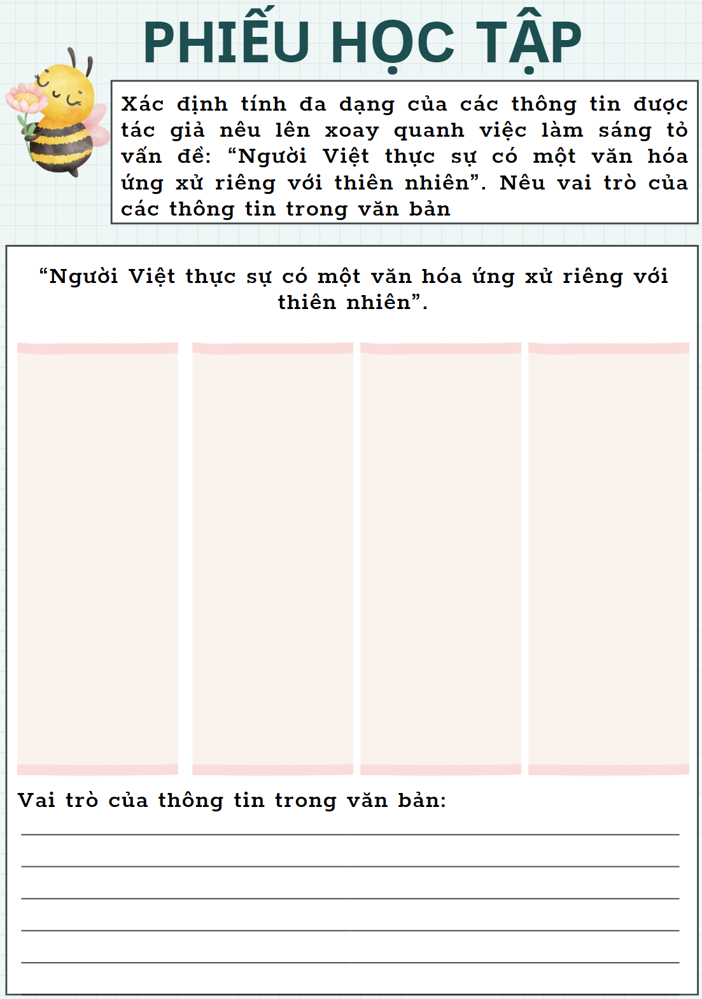 PHIẾU HỌC TẬP
Xác định tính đa dạng của các thông tin được
tác giả nêu lên xoay quanh việc làm sáng tỏ
vấn đề: “Người Việt thực sự có một văn hóa
ứng xử riêng với thiên nhiên”. Nêu vai trò của
các thông tin trong văn bản
“Người Việt thực sự có một văn hóa ứng xử riêng với
thiên nhiên”.
Vai trò của thông tin trong văn bản: